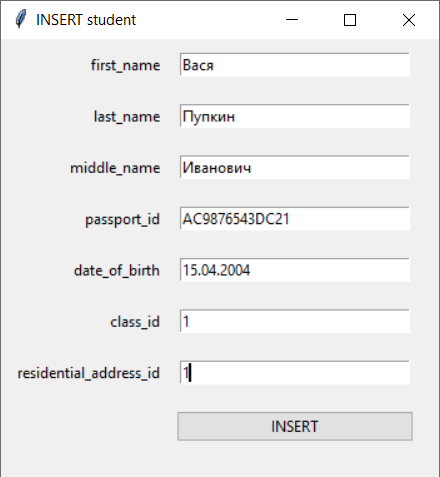 INSERT student
first_name Вася
last_name Пупкин
middle_name Иванович
passport_id AC9876543DC21
date_of_birth 15.04.2004
class_id 1
residential_address_id 1
INSERT